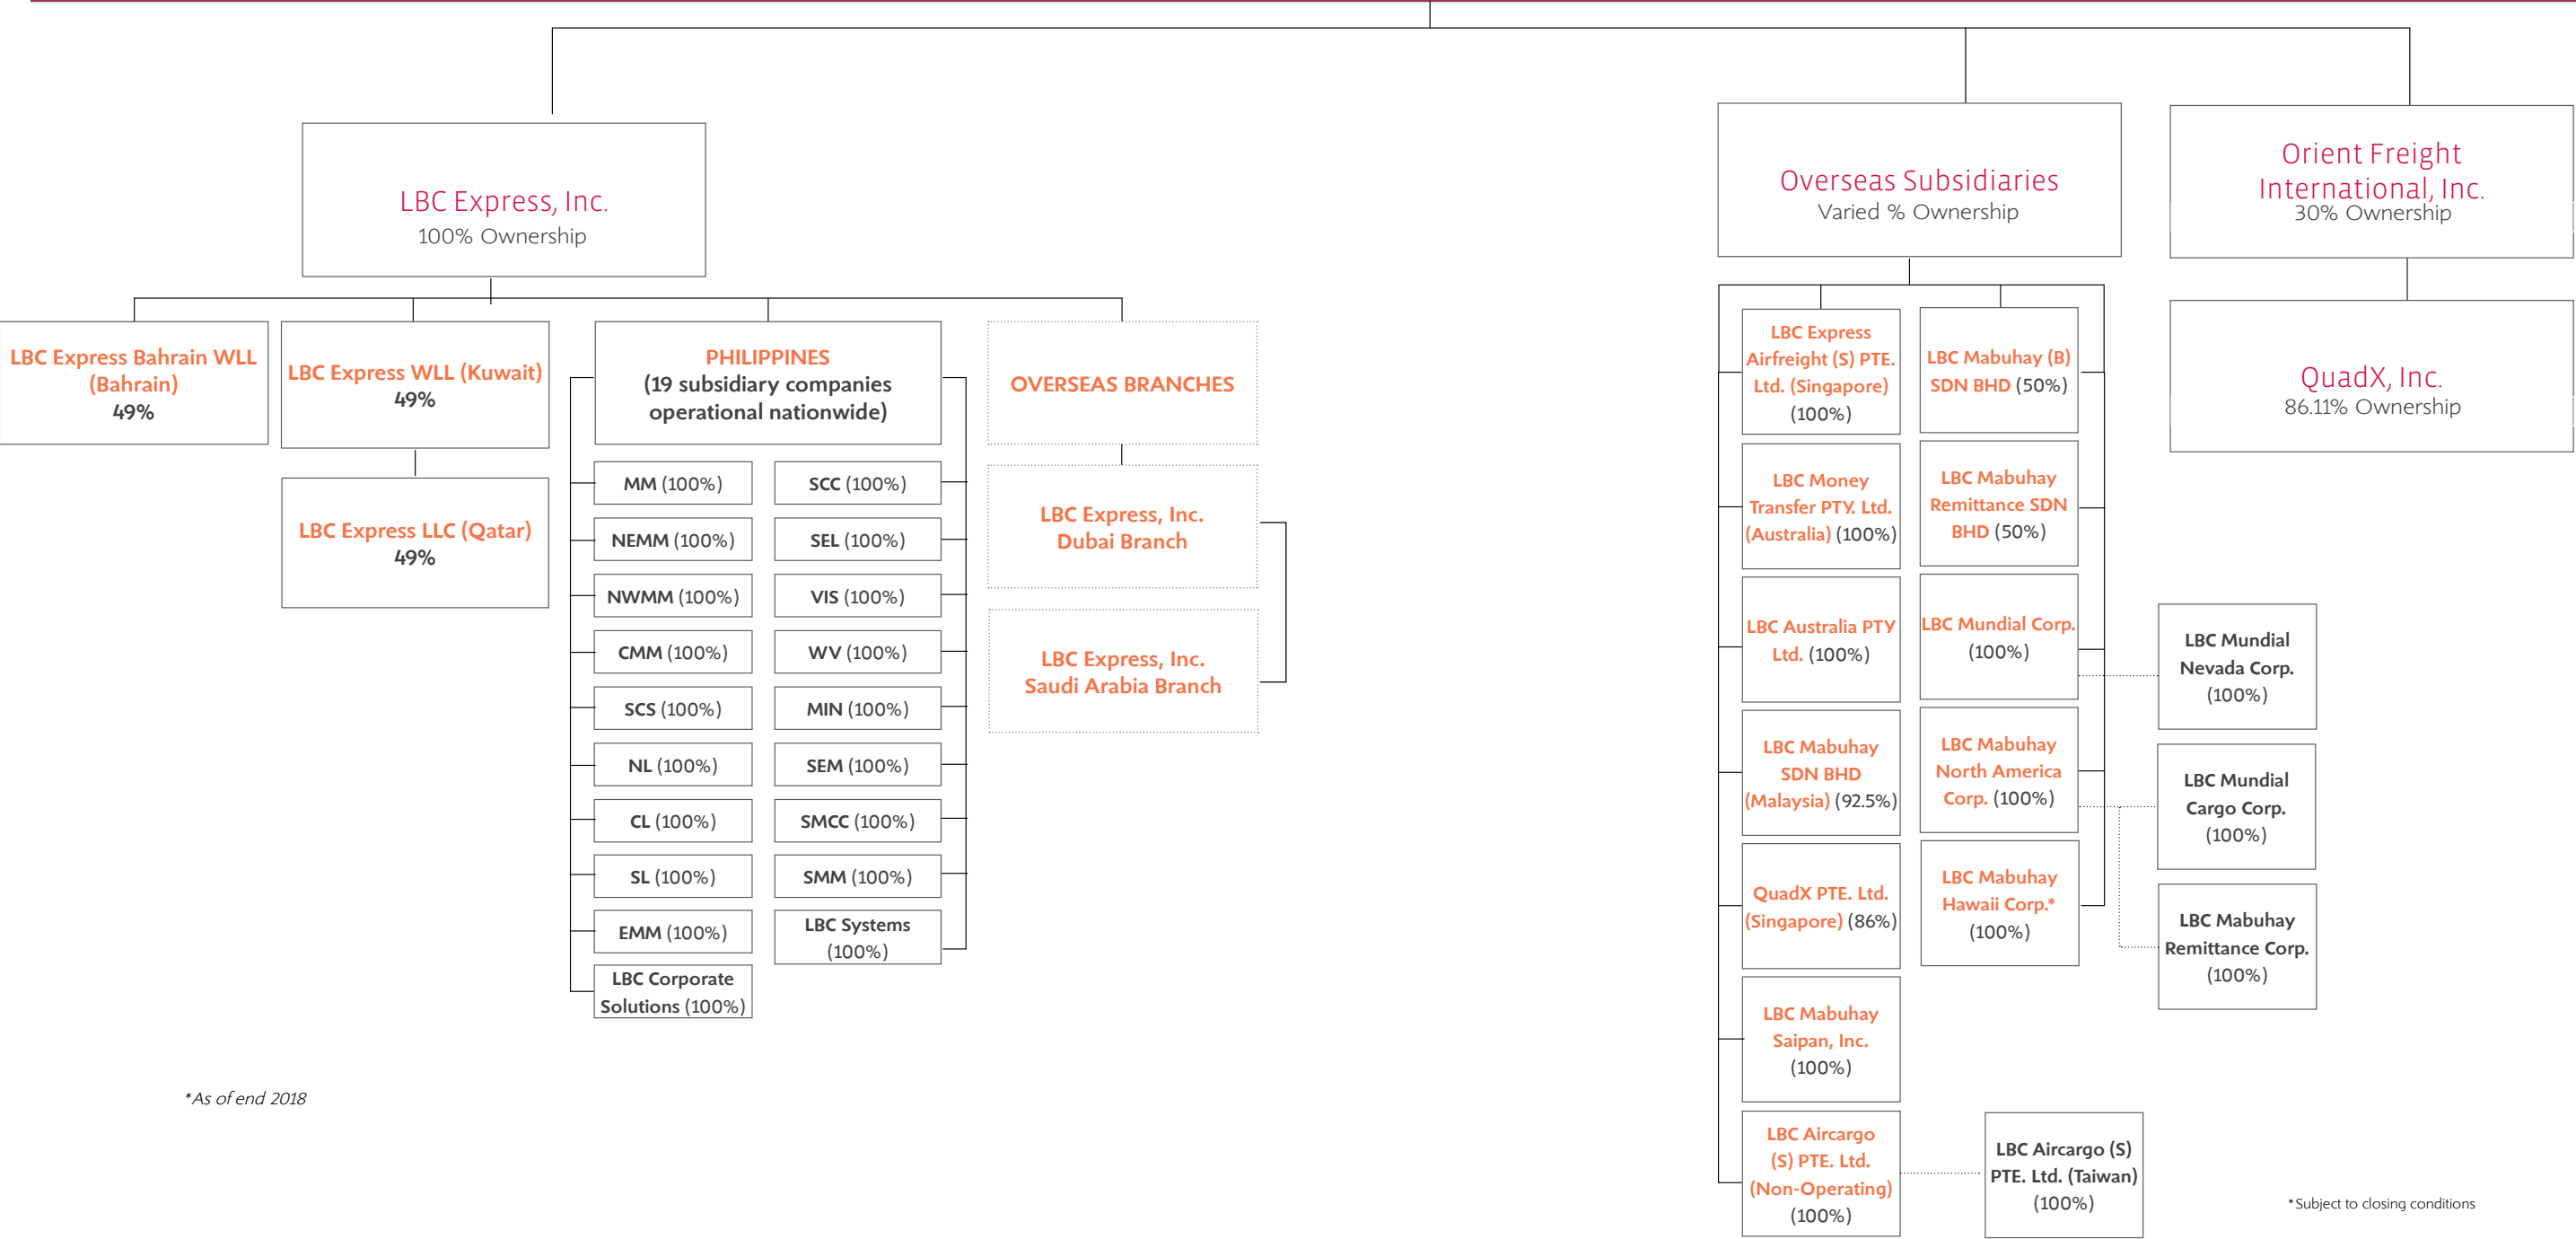 LBC Express, Inc.
100% Ownership
Overseas Subsidiaries
Varied % Ownership
Orient Freight
International, Inc.
30% Ownership
QuadX, Inc.
86.11% Ownership
LBC Express Bahrain WLL
(Bahrain)
49%
LBC Express WLL (Kuwait)
49%
LBC Express LLC (Qatar)
49%
PHILIPPINES
(19 subsidiary companies
operational nationwide)
MM (100%)
NEMM (100%)
NWMM (100%)
CMM (100%)
SCS (100%)
NL (100%)
CL (100%)
SL (100%)
EMM (100%)
LBC Corporate
Solutions (100%)
SCC (100%)
SEL (100%)
VIS (100%)
WV (100%)
MIN (100%)
SEM (100%)
SMCC (100%)
SMM (100%)
LBC Systems
(100%)
OVERSEAS BRANCHES
LBC Express, Inc.
Dubai Branch
LBC Express, Inc.
Saudi Arabia Branch
LBC Express
Airfreight (S) PTE.
Ltd. (Singapore)
(100%)
LBC Money
Transfer PTY. Ltd.
(Australia) (100%)
LBC Australia PTY
Ltd. (100%)
LBC Mabuhay
SDN BHD
(Malaysia) (92.5%)
QuadX PTE. Ltd.
(Singapore) (86%)
LBC Mabuhay
Saipan, Inc.
(100%)
LBC Aircargo
(S) PTE. Ltd.
(Non-Operating)
(100%)
LBC Mabuhay (B)
SDN BHD (50%)
LBC Mabuhay
Remittance SDN
BHD (50%)
LBC Mundial Corp.
(100%)
LBC Mabuhay
North America
Corp. (100%)
LBC Mabuhay
Hawaii Corp.*
(100%)
LBC Mundial
Nevada Corp.
(100%)
LBC Mundial
Cargo Corp.
(100%)
LBC Mabuhay
Remittance Corp.
(100%)
LBC Aircargo (S)
PTE. Ltd. (Taiwan)
(100%)
*As of end 2018
*Subject to closing conditions